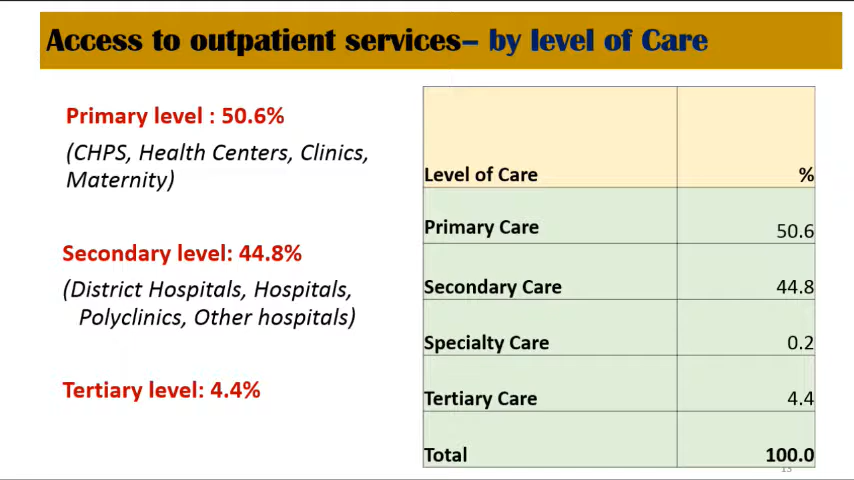 Access to outpatient services– by level of Care
Primary level : 50.6%
(CHPS, Health Centers, Clinics,
Maternity)
Secondary level: 44.8%
(District Hospitals, Hospitals,
Polyclinics, Other hospitals)
Tertiary level: 4.4%
Level of Care %
Primary Care 50.6
Secondary Care 44.8
Specialty Care 0.2
Tertiary Care 4.4
Total 100.0